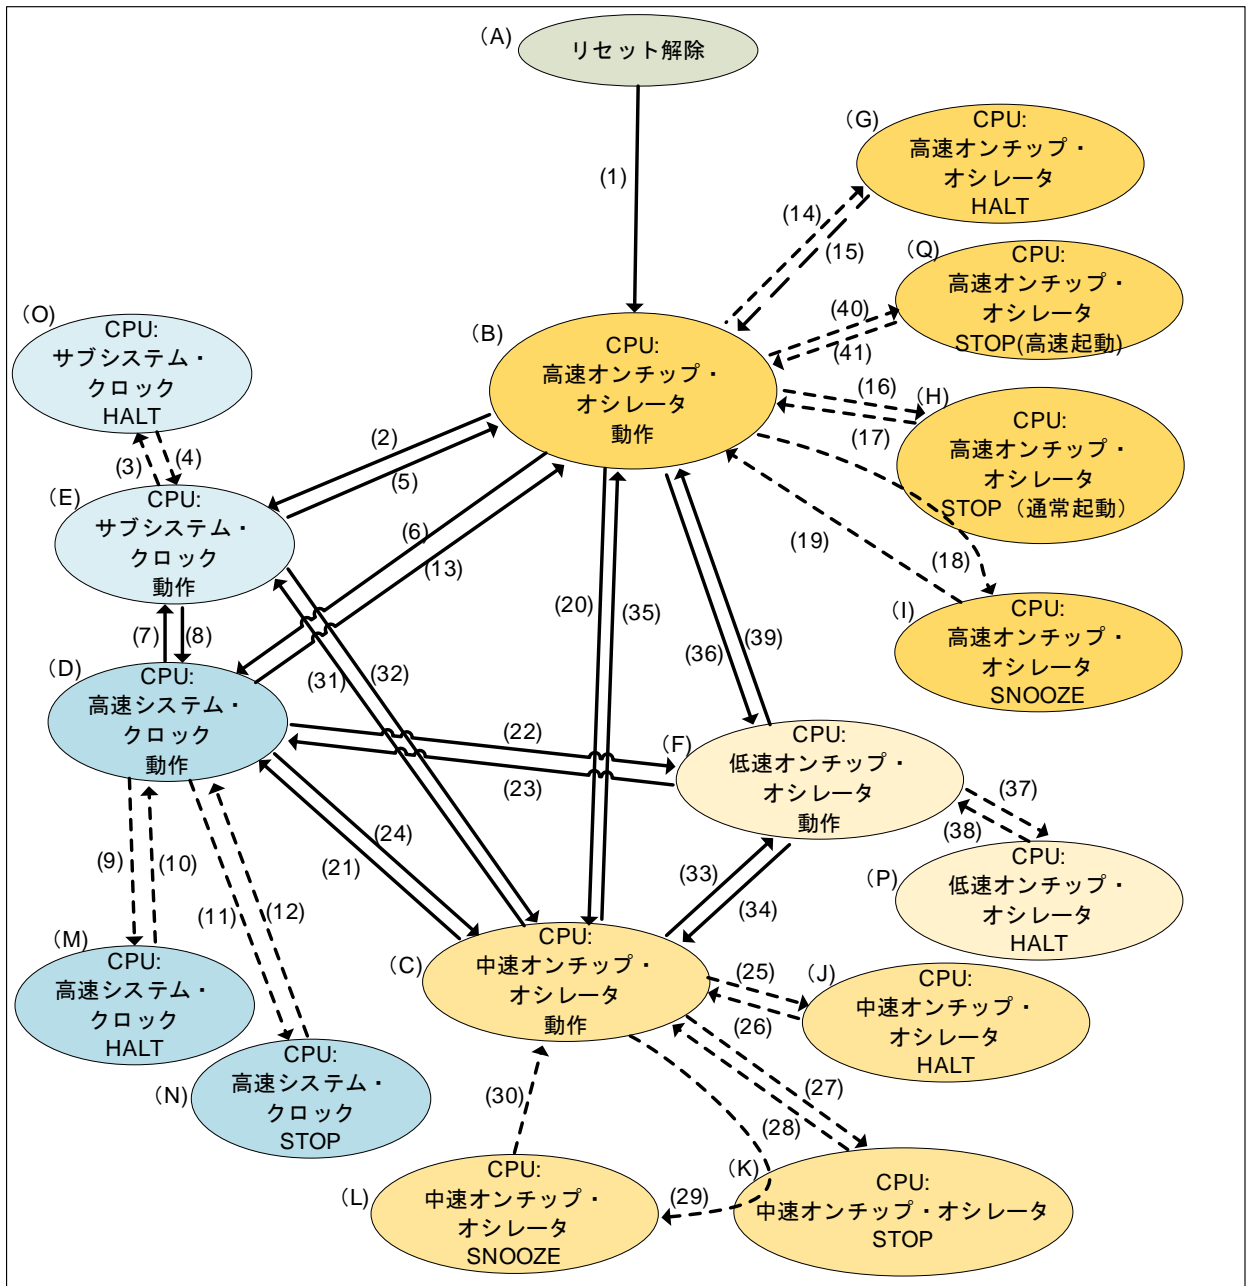 （A)
リセット解除
(1)
（G)
CPU:
高速オンチップ・
オシレータ
HALT
(14)
(15)
（Q)
CPU:
高速オンチップ・
オシレータ
STOP(高速起動)
(40)
(41)
（B)
CPU:
高速オンチップ・
オシレータ
動作
(16)
(17)
（H)
CPU:
高速オンチップ・
オシレータ
STOP（通常起動）
（O)
CPU:
サブシステム・
クロック
HALT
(3)
(4)
(2)
(5)
（E)
CPU:
サブシステム・
クロック
動作
(6)
(13)
(19)
(18)
（I)
CPU:
高速オンチップ・
オシレータ
SNOOZE
(7)
(8)
(20)
(35)
(31)
(32)
(36)
(39)
（D)
CPU:
高速システム・
クロック
動作
(22)
(23)
（F)
CPU:
低速オンチップ・
オシレータ
動作
(37)
(38)
(24)
(21)
(9)
(10)
(11)
(12)
(33)
(34)
（P)
CPU:
低速オンチップ・
オシレータ
HALT
（M)
CPU:
高速システム・
クロック
HALT
（C)
CPU:
中速オンチップ・
オシレータ
動作
(25)
(26)
（J)
CPU:
中速オンチップ・
オシレータ
HALT
（N)
CPU:
高速システム・
クロック
STOP
(30)
(27)
(28)
(29)
（L)
CPU:
中速オンチップ・
オシレータ
SNOOZE
（K)
CPU:
中速オンチップ・オシレータ
STOP